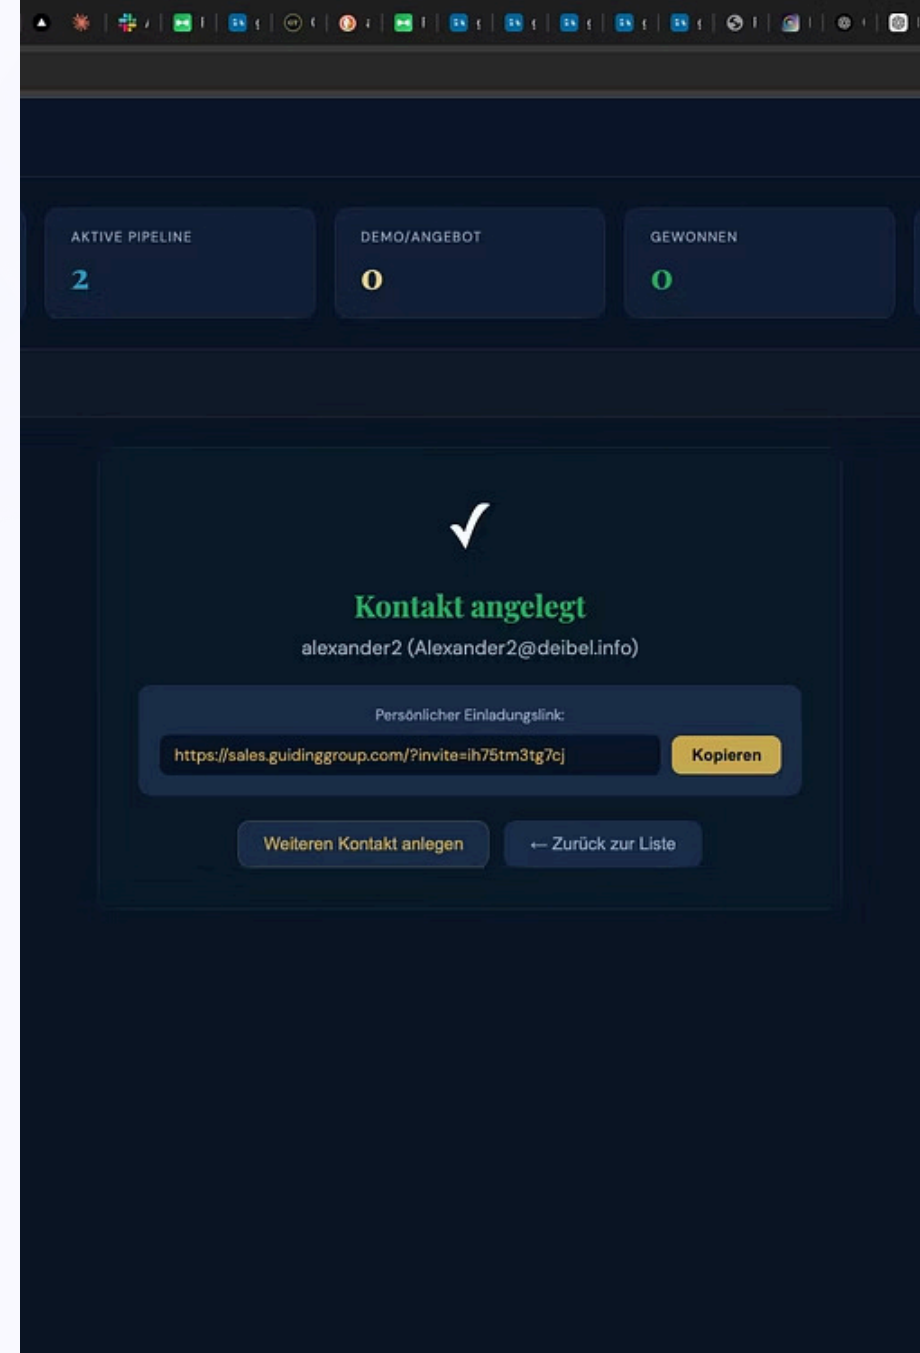 AKTIVE PIPELINE
2
DEMO/ANGEBOT
0
GEWONNEN
0
Kontakt angelegt
alexander2 (Alexander2@deibel.info)
Persönlicher Einladungslink:
https://sales.guidinggroup.com/?invite=ih75tm3tg7cj
Kopieren
Weiteren Kontakt anlegen
← Zurück zur Liste